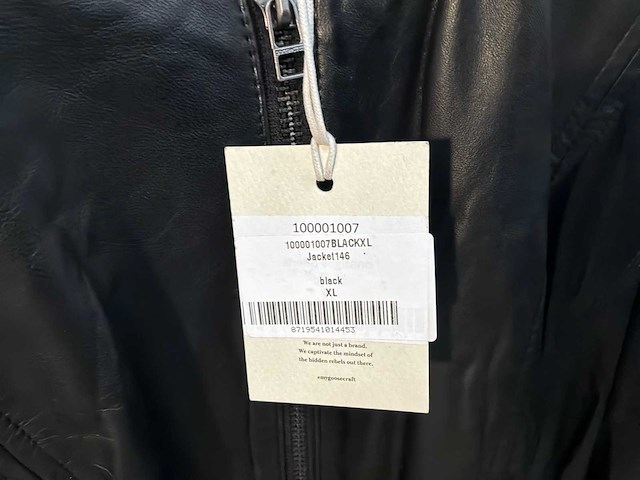 100001007
100001007BLACKXL
Jacket146
black
XL
8719541014453
We are not just a brand.
We captivate the mindset of
the hidden rebels out there.
#mygoosecraft